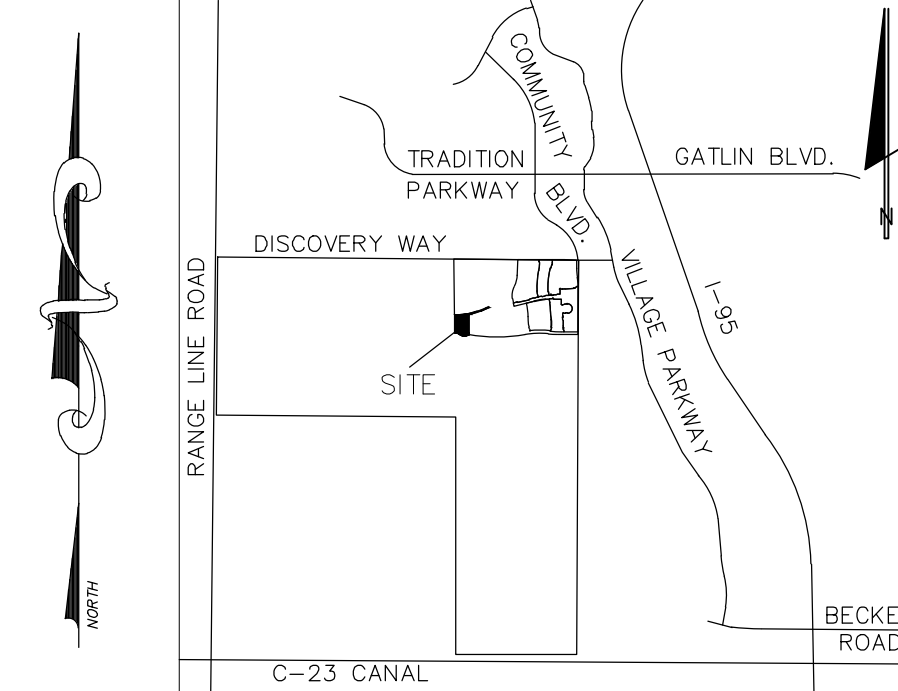 COMMUNITY
BLVD.
TRADITION
PARKWAY
GATLIN BLVD.
N
DISCOVERY WAY
RANGE LINE ROAD
VILLAGE PARKWAY
I-95
SITE
NORTH
BECKE
ROAD
C-23 CANAL